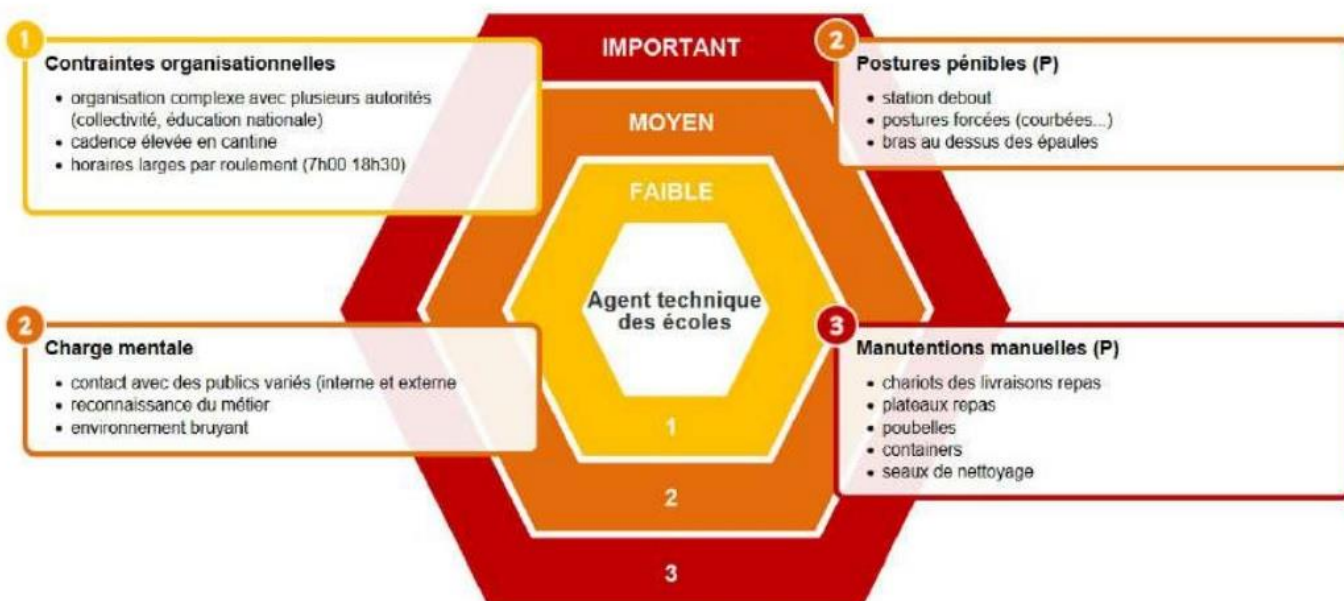 1
Contraintes organisationnelles
• organisation complexe avec plusieurs autorités
(collectivité, éducation nationale)
• cadence élevée en cantine
• horaires larges par roulement (7h00 18h30)
IMPORTANT
MOYEN
FAIBLE
Agent technique
des écoles
1
2
3
2
Postures pénibles (P)
• station debout
• postures forcées (courbées...)
• bras au dessus des épaules
2
Charge mentale
• contact avec des publics variés (interne et externe
• reconnaissance du métier
• environnement bruyant
3
Manutentions manuelles (P)
• chariots des livraisons repas
• plateaux repas
• poubelles
• containers
• seaux de nettoyage